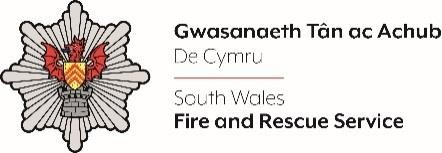 Gwasanaeth Tân ac Achub
De Cymru
South Wales
Fire and Rescue Service